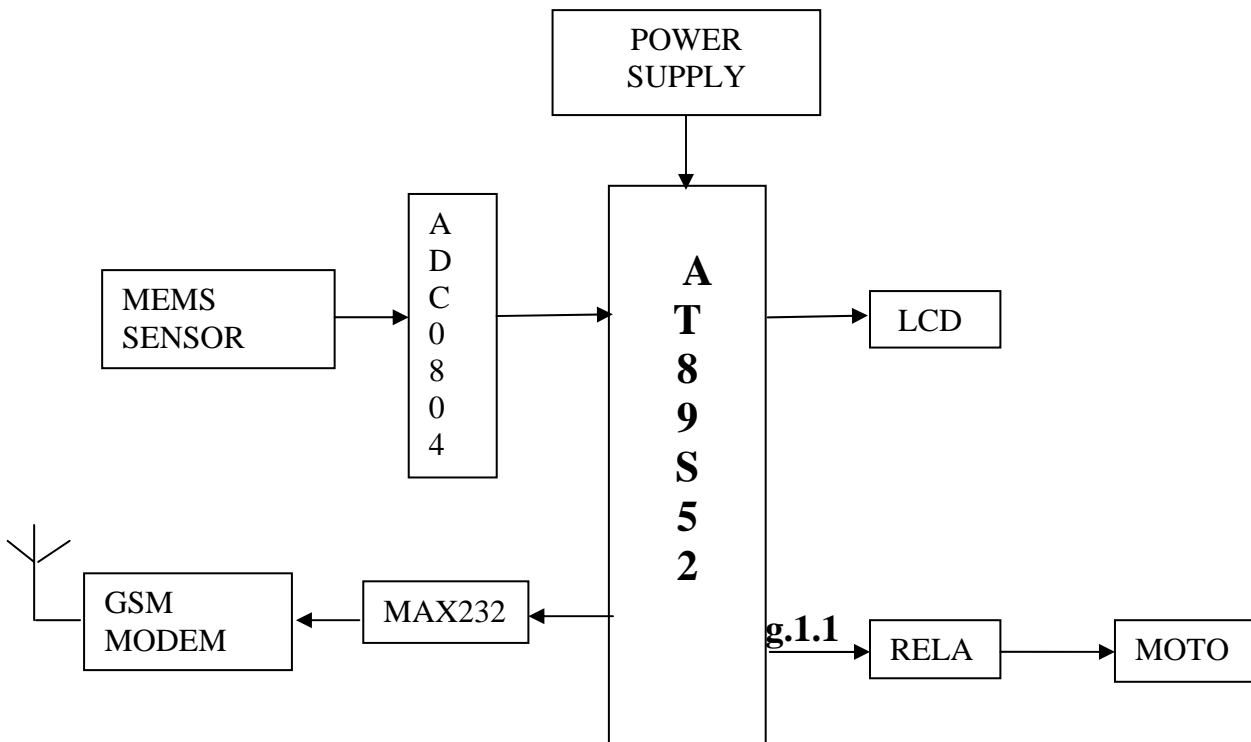 POWER
SUPPLY
A
D
C
0
8
0
4
A
T
8
9
S
5
2
MEMS
SENSOR
LCD
GSM
MODEM
MAX232
g.1.1
RELA
MOTO